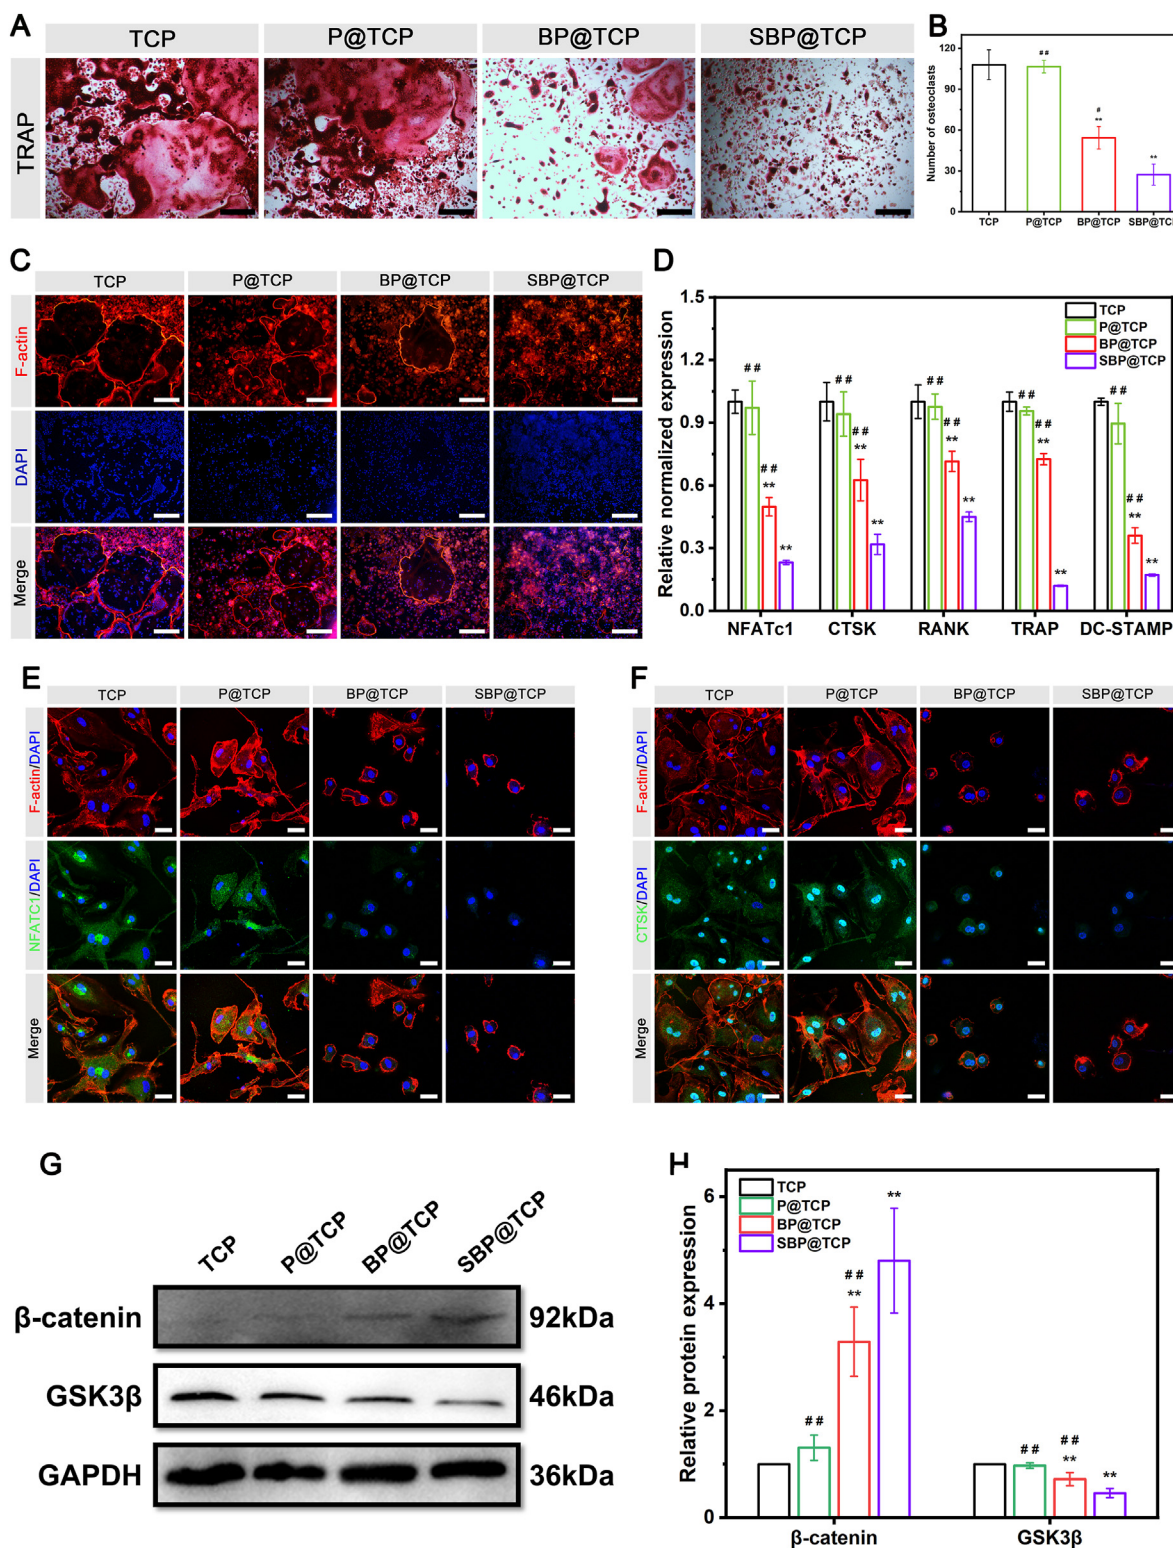 A
TCP P@TCP BP@TCP SBP@TCP
TRAP
B
Number of osteoclasts
120
90
60
30
0
##
#
**
**
TCP P@TCP BP@TCP SBP@TCP
C
TCP P@TCP BP@TCP SBP@TCP
F-actin
DAPI
Merge
D
Relative normalized expression
1.5
1.2
0.9
0.6
0.3
0.0
TCP
P@TCP
BP@TCP
SBP@TCP
## ## ## ## ##
## ## ## ## ##
** ** ** ** **
** ** ** ** **
NFATc1 CTSK RANK TRAP DC-STAMP
E
TCP P@TCP BP@TCP SBP@TCP
F-actin/DAPI
NFATC1/DAPI
Merge
F
TCP P@TCP BP@TCP SBP@TCP
F-actin/DAPI
CTSK/DAPI
Merge
G
TCP P@TCP BP@TCP SBP@TCP
β-catenin 92kDa
GSK3β 46kDa
GAPDH 36kDa
H
Relative protein expression
6
4
2
0
TCP
P@TCP
BP@TCP
SBP@TCP
**
##
**
##
##
##
**
**
β-catenin GSK3β